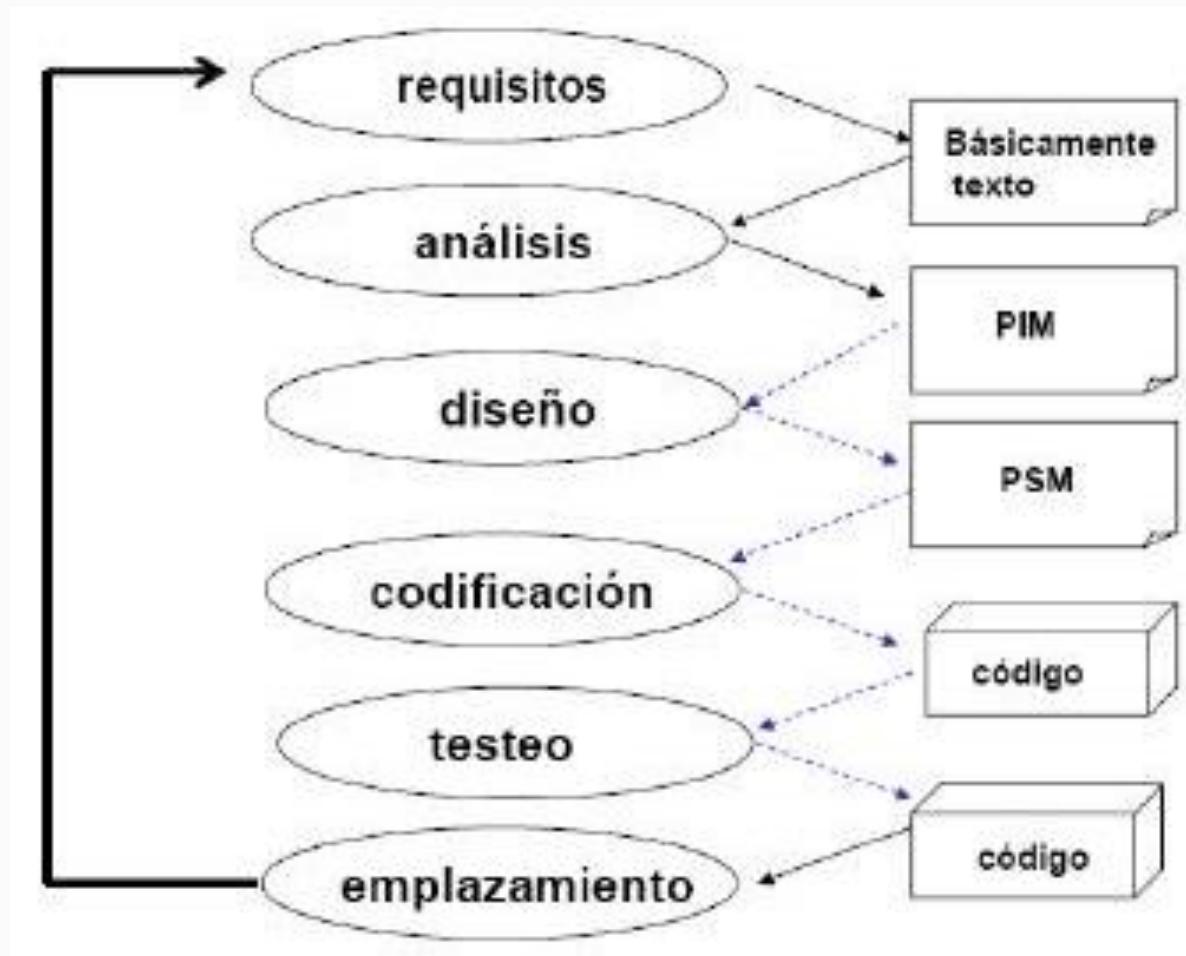 requisitos
Básicamente
texto
análisis
PIM
diseño
PSM
codificación
código
testeo
código
emplazamiento